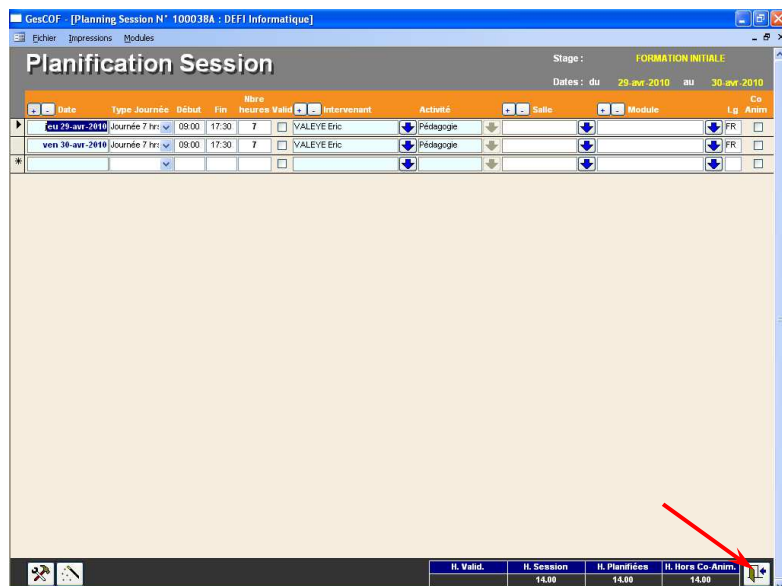 GesCOF - [Planning Session N° 100038A : DEFI Informatique]
Fichier Impressions Modules
Planification Session
Stage : FORMATION INITIALE
Dates : du 29-avr-2010 au 30-avr-2010
+ - Date Type Journée Début Fin Nbre heures Valid + - Intervenant Activité + - Salle + - Module Lg Co Anim
eu 29-avr-2010 Journée 7 hr: 09:00 17:30 7 VALEYE Eric Pédagogie FR
ven 30-avr-2010 Journée 7 hr: 09:00 17:30 7 VALEYE Eric Pédagogie FR
H. Valid. H. Session H. Planifiées H. Hors Co-Anim.
14.00 14.00 14.00